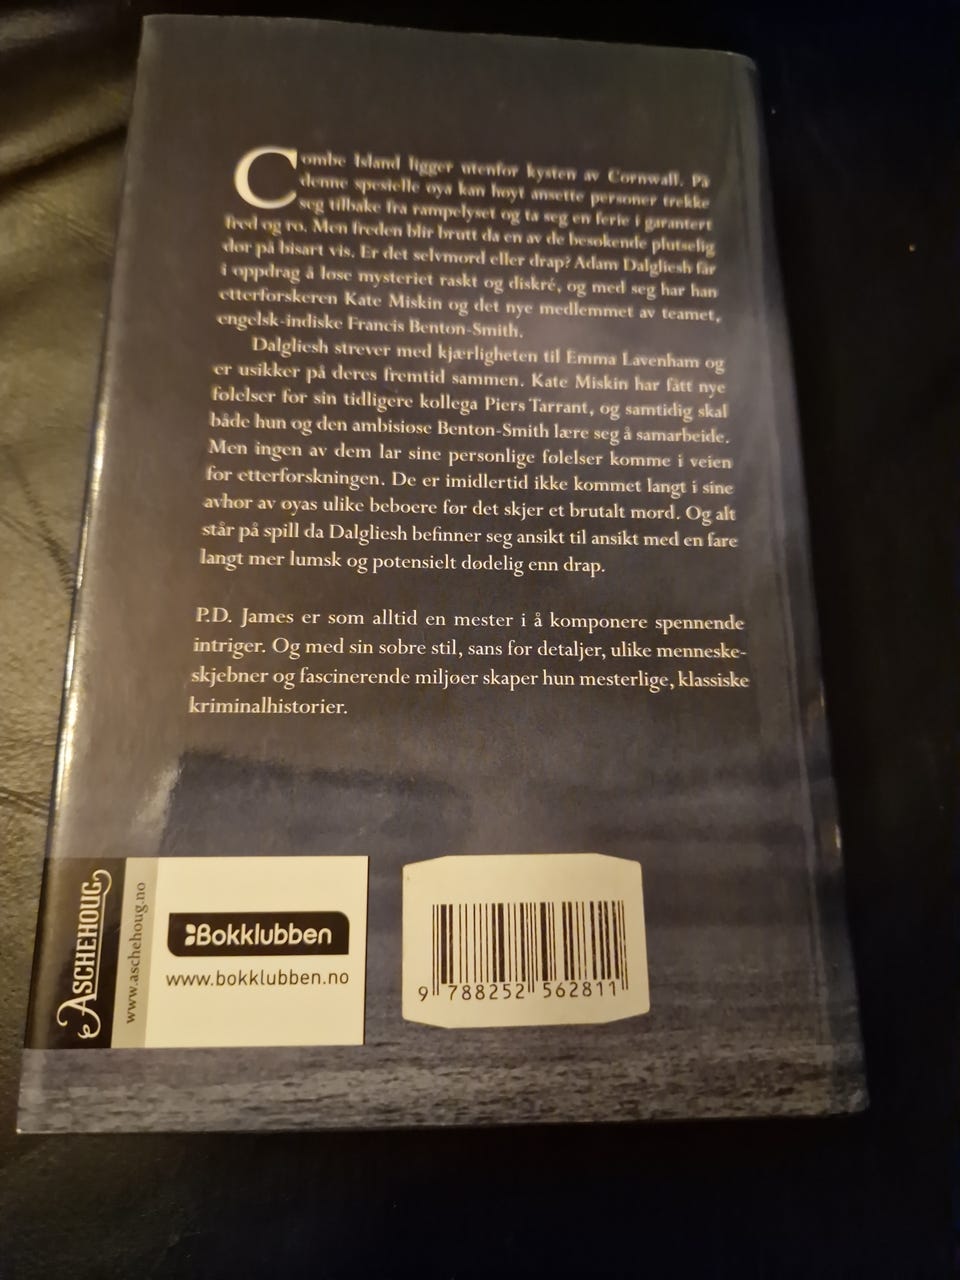 Combe Island ligger utenfor kysten av Cornwall. På
denne spesielle øya kan høyt ansette personer trekke
seg tilbake fra rampelyset og ta seg en ferie i garantert
fred og ro. Men freden blir brutt da en av de besøkende plutselig
dør på bisart vis. Er det selvmord eller drap? Adam Dalgliesh får
i oppdrag å løse mysteriet raskt og diskré, og med seg har han
etterforskeren Kate Miskin og det nye medlemmet av teamet,
engelsk-indiske Francis Benton-Smith.
Dalgliesh strever med kjærligheten til Emma Lavenham og
er usikker på deres fremtid sammen. Kate Miskin har fått nye
følelser for sin tidligere kollega Piers Tarrant, og samtidig skal
både hun og den ambisiøse Benton-Smith lære seg å samarbeide.
Men ingen av dem lar sine personlige følelser komme i veien
for etterforskningen. De er imidlertid ikke kommet langt i sine
avhør av øyas ulike beboere før det skjer et brutalt mord. Og alt
står på spill da Dalgliesh befinner seg ansikt til ansikt med en fare
langt mer lumsk og potensielt dødelig enn drap.
P.D. James er som alltid en mester i å komponere spennende
intriger. Og med sin sobre stil, sans for detaljer, ulike menneske-
skjebner og fascinerende miljøer skaper hun mesterlige, klassiske
kriminalhistorier.
ASCHEHOUG
www.aschehoug.no
Bokklubben
www.bokklubben.no
9 788252 562811